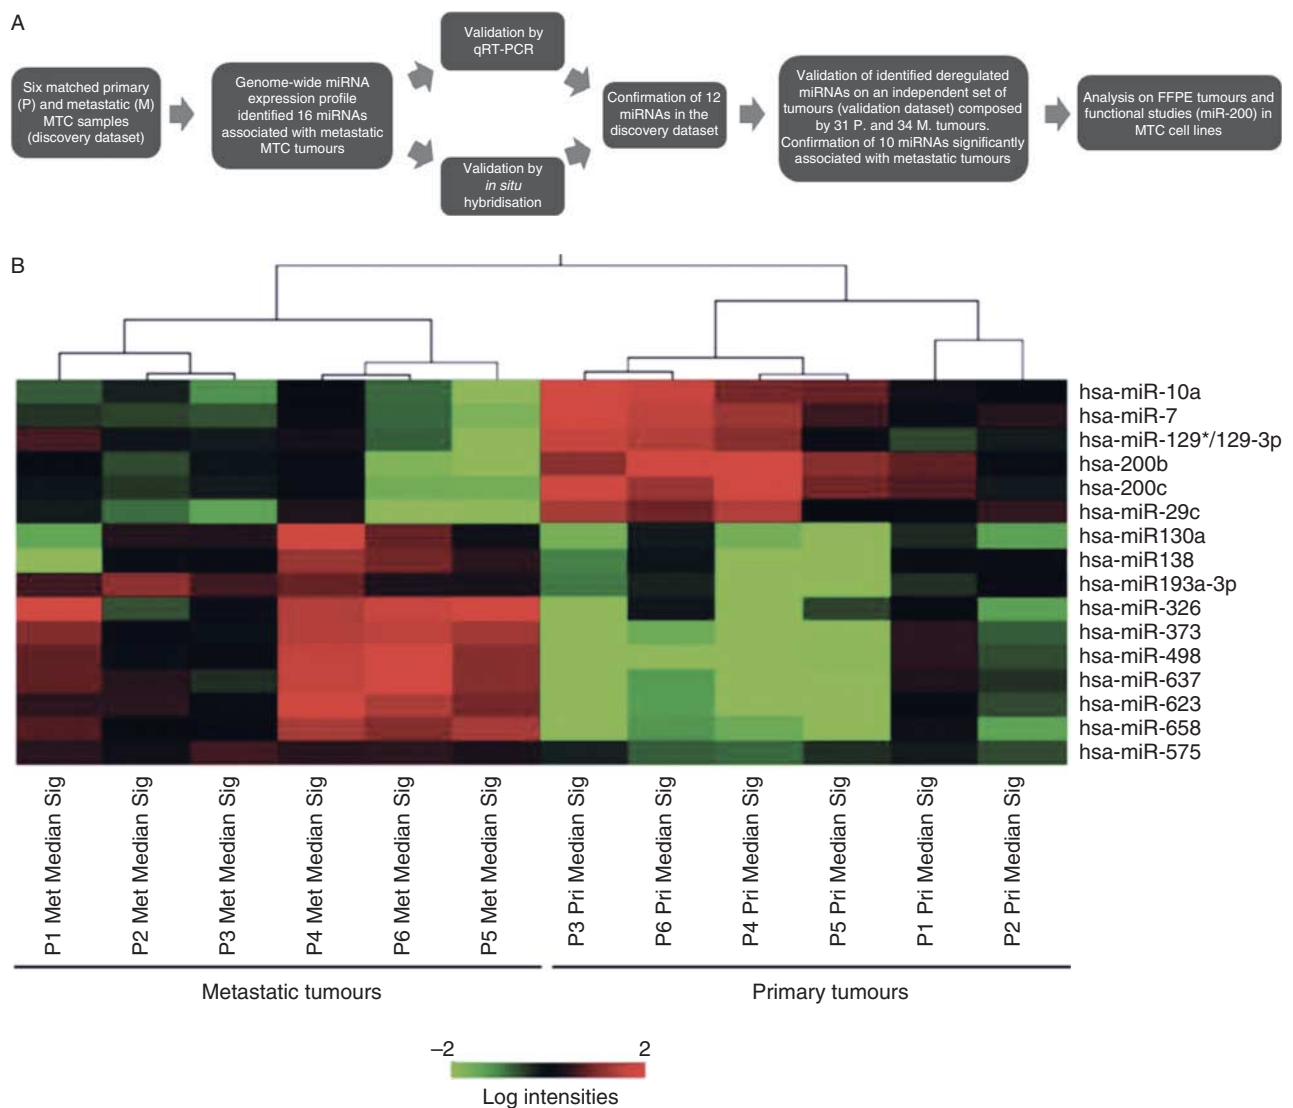 A
Six matched primary
(P) and metastatic (M)
MTC samples
(discovery dataset)
Genome-wide miRNA
expression profile
identified 16 miRNAs
associated with metastatic
MTC tumours
Validation by
qRT-PCR
Validation by
in situ
hybridisation
Confirmation of 12
miRNAs in the
discovery dataset
Validation of identified deregulated
miRNAs on an independent set of
tumours (validation dataset) composed
by 31 P. and 34 M. tumours.
Confirmation of 10 miRNAs significantly
associated with metastatic tumours
Analysis on FFPE tumours and
functional studies (miR-200) in
MTC cell lines
B
hsa-miR-10a
hsa-miR-7
hsa-miR-129*/129-3p
hsa-200b
hsa-200c
hsa-miR-29c
hsa-miR130a
hsa-miR138
hsa-miR193a-3p
hsa-miR-326
hsa-miR-373
hsa-miR-498
hsa-miR-637
hsa-miR-623
hsa-miR-658
hsa-miR-575
P1 Met Median Sig
P2 Met Median Sig
P3 Met Median Sig
P4 Met Median Sig
P6 Met Median Sig
P5 Met Median Sig
P3 Pri Median Sig
P6 Pri Median Sig
P4 Pri Median Sig
P5 Pri Median Sig
P1 Pri Median Sig
P2 Pri Median Sig
Metastatic tumours
Primary tumours
–2
2
Log intensities